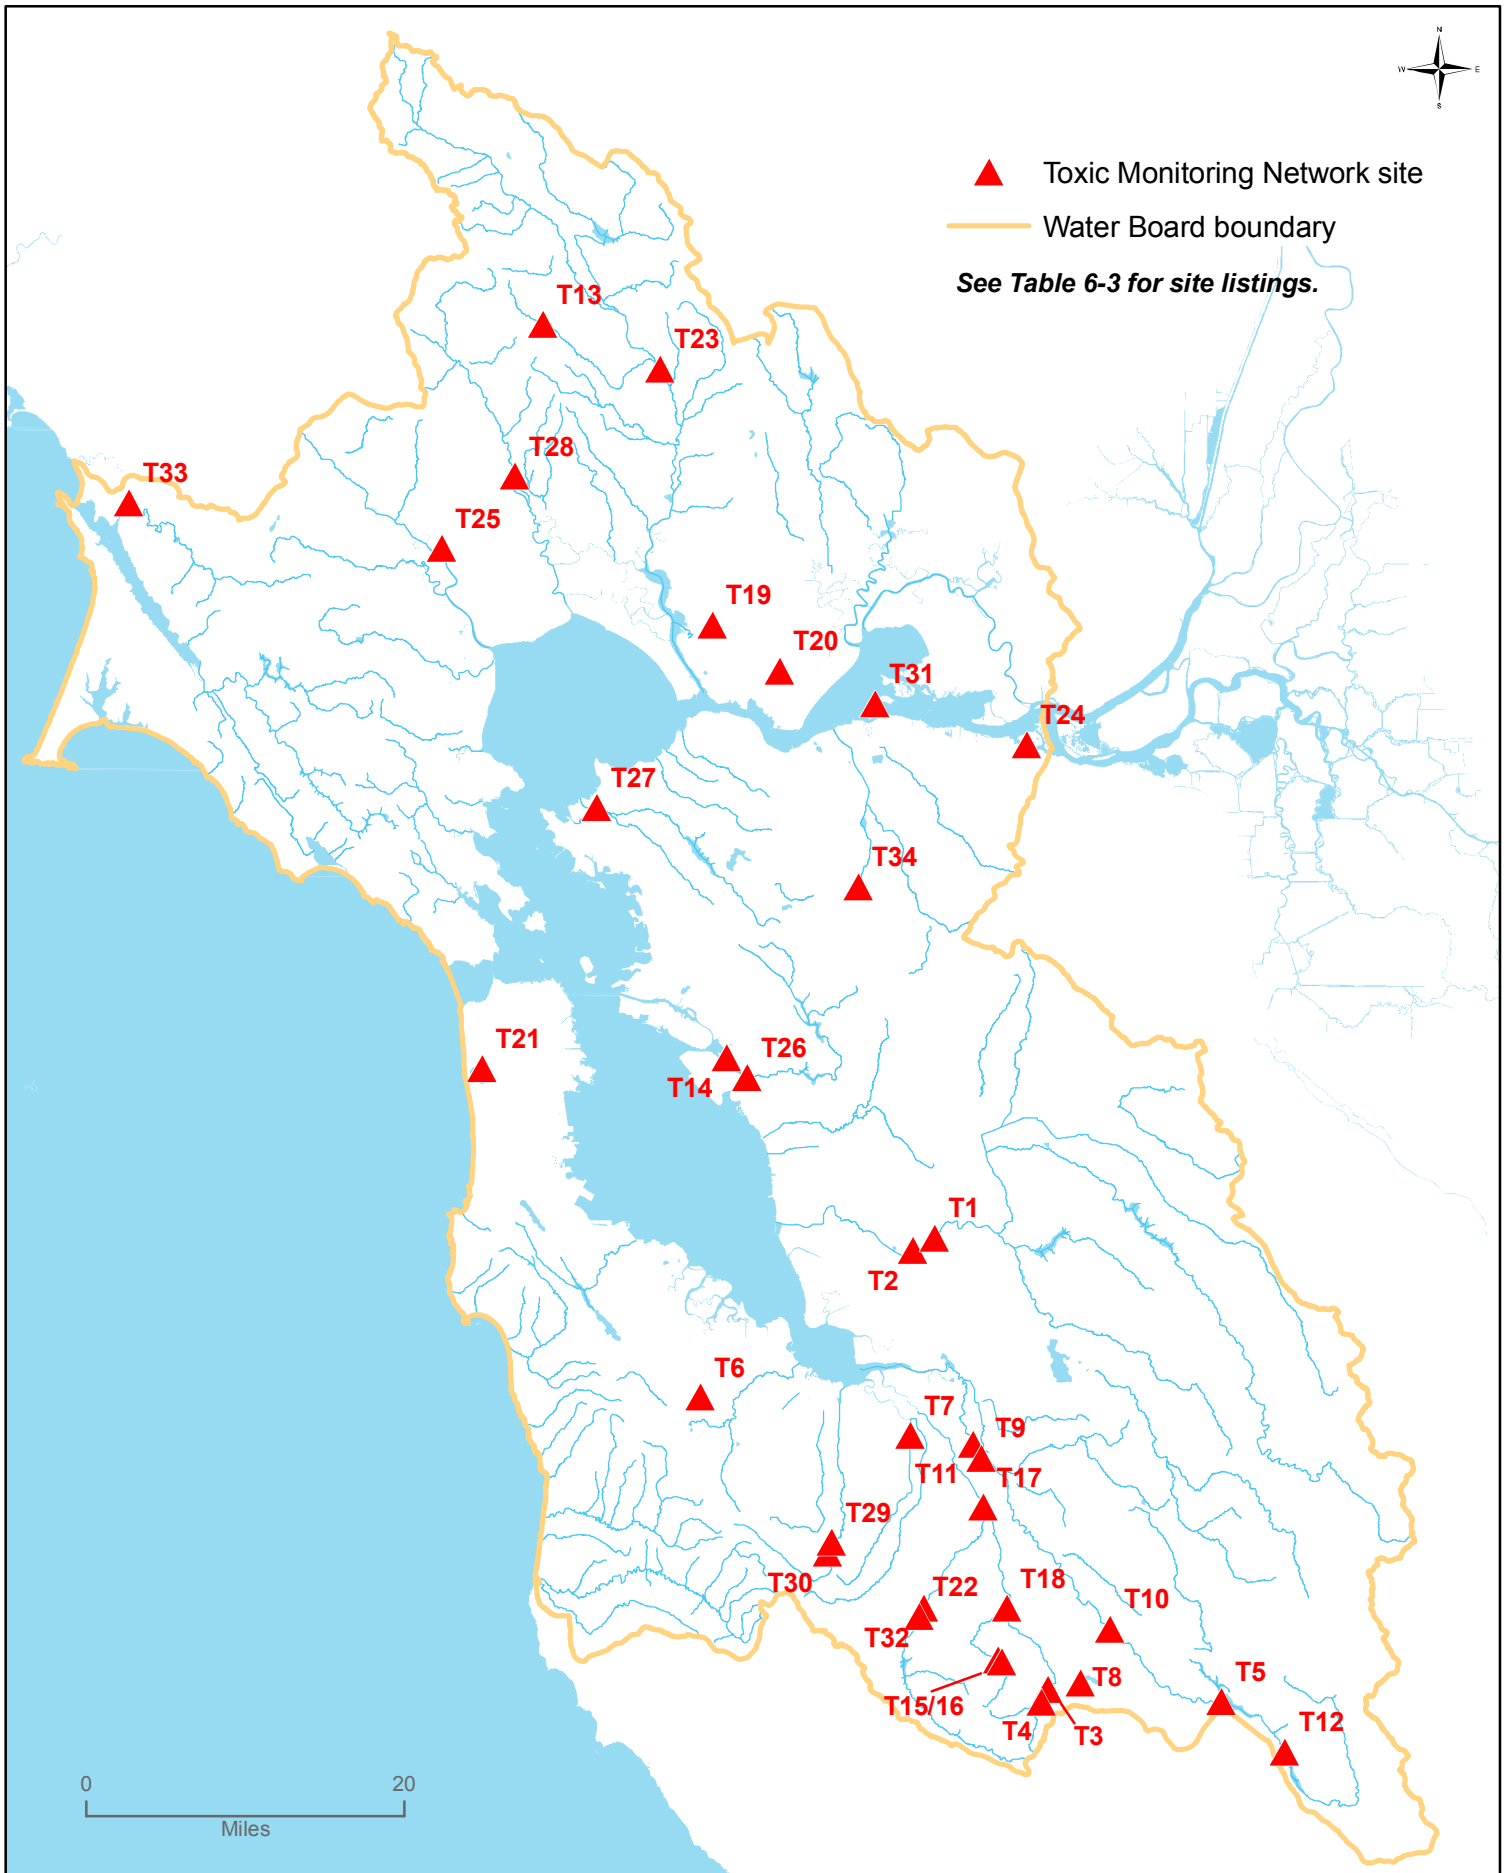 N
W E
S
Toxic Monitoring Network site
Water Board boundary
See Table 6-3 for site listings.
T13
T23
T28
T33
T25
T19
T20
T31
T24
T27
T34
T21
T26
T14
T1
T2
T6
T7
T9
T11
T17
T29
T30
T22
T18
T10
T32
T8
T5
T15/16
T4
T3
T12
0 20
Miles